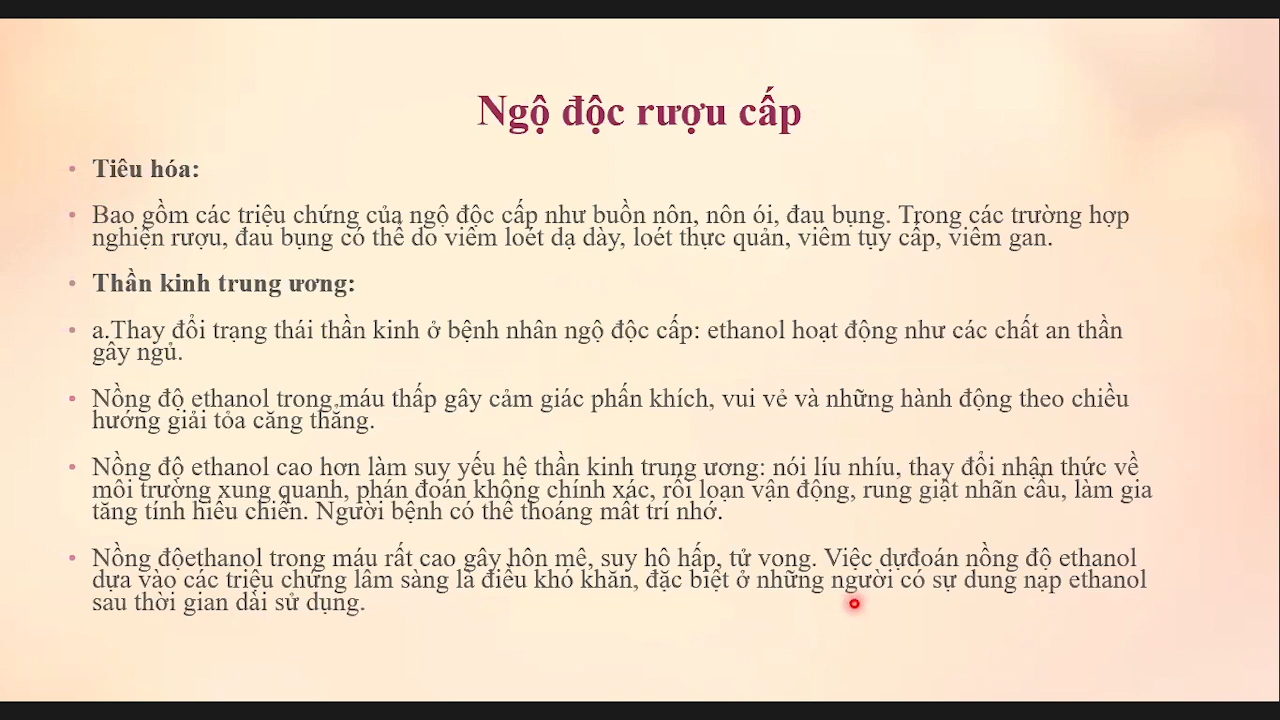 Ngộ độc rượu cấp
• Tiêu hóa:
• Bao gồm các triệu chứng của ngộ độc cấp như buồn nôn, nôn ói, đau bụng. Trong các trường hợp
nghiện rượu, đau bụng có thể do viêm loét dạ dày, loét thực quản, viêm tụy cấp, viêm gan.
• Thần kinh trung ương:
• a.Thay đổi trạng thái thần kinh ở bệnh nhân ngộ độc cấp: ethanol hoạt động như các chất an thần
gây ngủ.
• Nồng độ ethanol trong máu thấp gây cảm giác phấn khích, vui vẻ và những hành động theo chiều
hướng giải tỏa căng thẳng.
• Nồng độ ethanol cao hơn làm suy yếu hệ thần kinh trung ương: nói líu nhíu, thay đổi nhận thức về
môi trường xung quanh, phán đoán không chính xác, rối loạn vận động, rung giật nhãn cầu, làm gia
tăng tính hiếu chiến. Người bệnh có thể thoáng mất trí nhớ.
• Nồng độethanol trong máu rất cao gây hôn mê, suy hô hấp, tử vong. Việc dựđoán nồng độ ethanol
dựa vào các triệu chứng lâm sàng là điều khó khăn, đặc biệt ở những người có sự dung nạp ethanol
sau thời gian dài sử dụng.